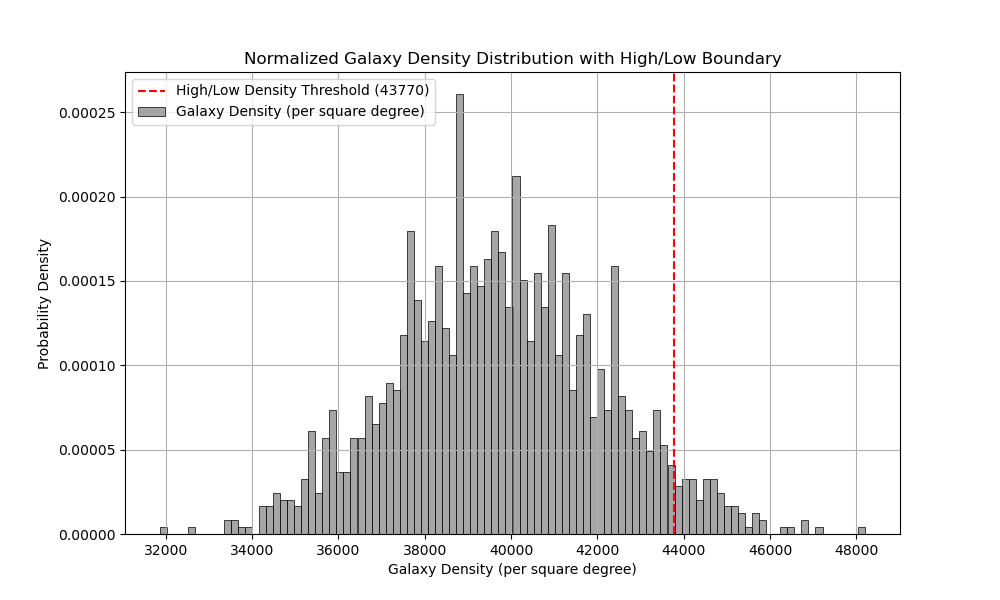 Normalized Galaxy Density Distribution with High/Low Boundary
High/Low Density Threshold (43770)
Galaxy Density (per square degree)
0.00025
0.00020
0.00015
0.00010
0.00005
0.00000
Probability Density
32000 34000 36000 38000 40000 42000 44000 46000 48000
Galaxy Density (per square degree)